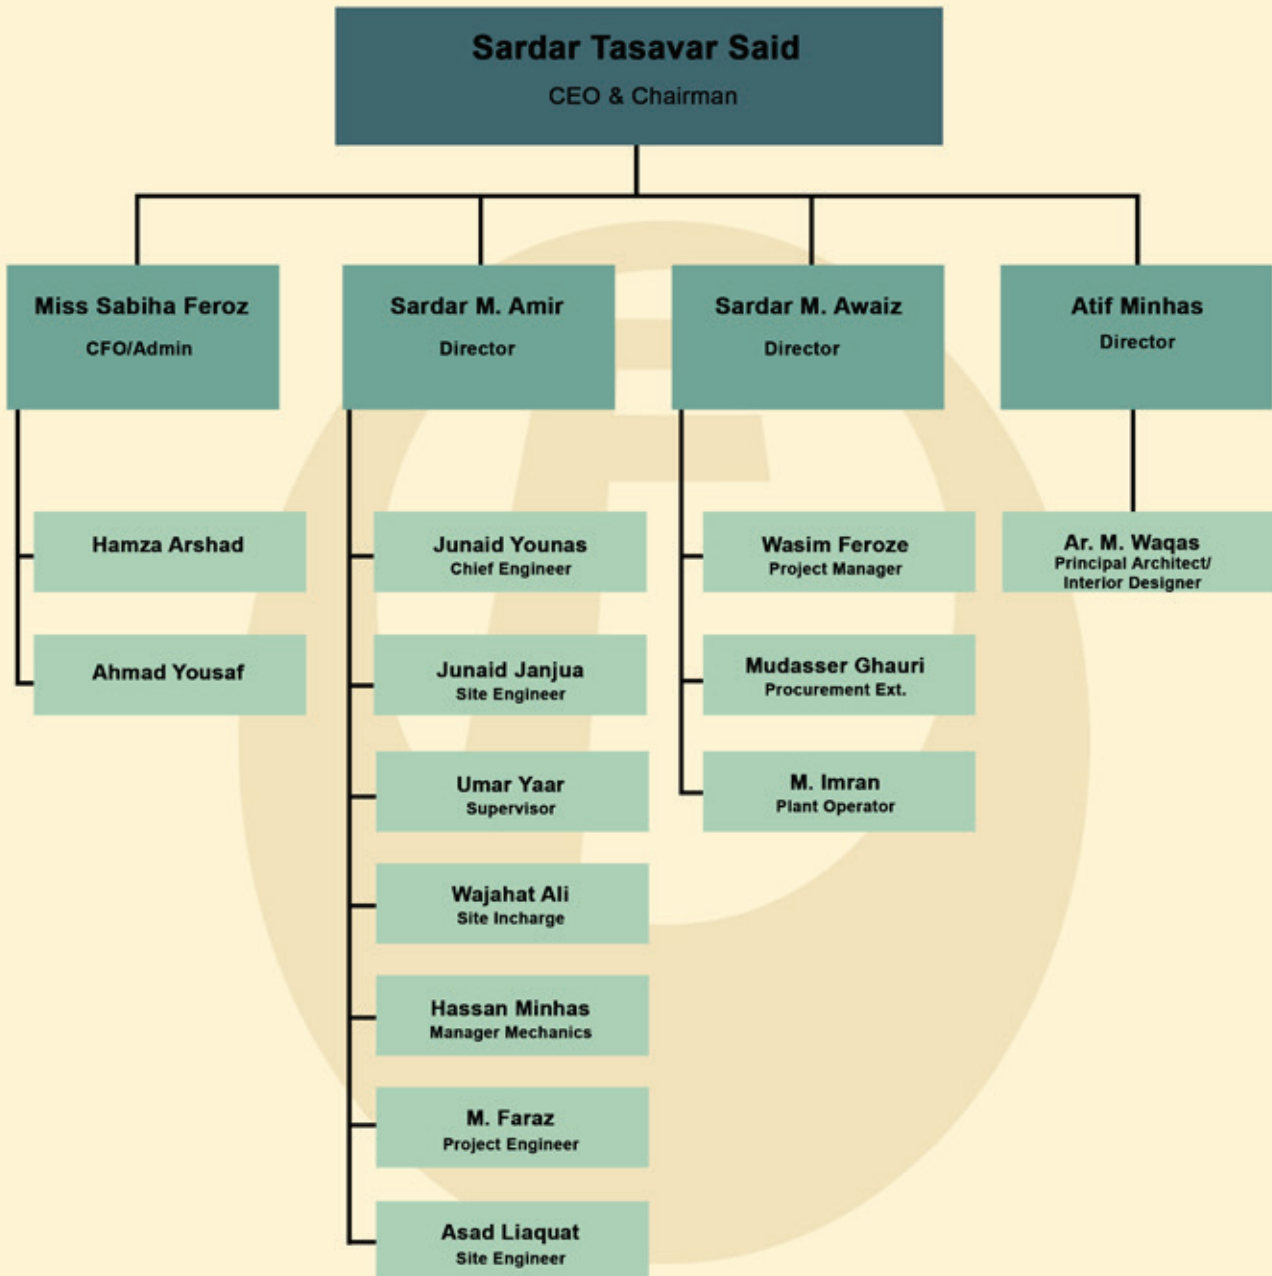 Sardar Tasavar Said
CEO & Chairman
Miss Sabiha Feroz
CFO/Admin
Sardar M. Amir
Director
Sardar M. Awaiz
Director
Atif Minhas
Director
Hamza Arshad
Ahmad Yousaf
Junaid Younas
Chief Engineer
Junaid Janjua
Site Engineer
Umar Yaar
Supervisor
Wajahat Ali
Site Incharge
Hassan Minhas
Manager Mechanics
M. Faraz
Project Engineer
Asad Liaquat
Site Engineer
Wasim Feroze
Project Manager
Mudasser Ghauri
Procurement Ext.
M. Imran
Plant Operator
Ar. M. Waqas
Principal Architect/
Interior Designer